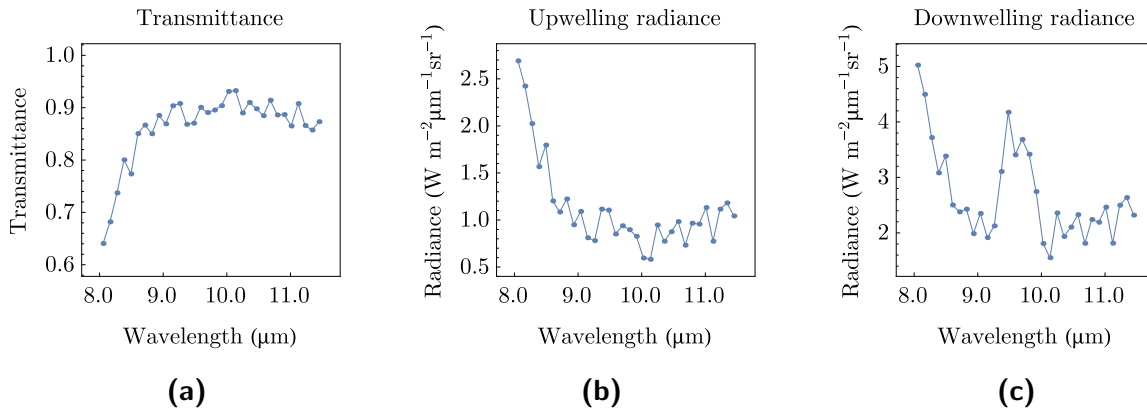 Transmittance
Transmittance
1.0
0.9
0.8
0.7
0.6
8.0 9.0 10.0 11.0
Wavelength (μm)
(a)
Upwelling radiance
Radiance (W m⁻²μm⁻¹sr⁻¹)
2.5
2.0
1.5
1.0
0.5
8.0 9.0 10.0 11.0
Wavelength (μm)
(b)
Downwelling radiance
Radiance (W m⁻²μm⁻¹sr⁻¹)
5
4
3
2
8.0 9.0 10.0 11.0
Wavelength (μm)
(c)